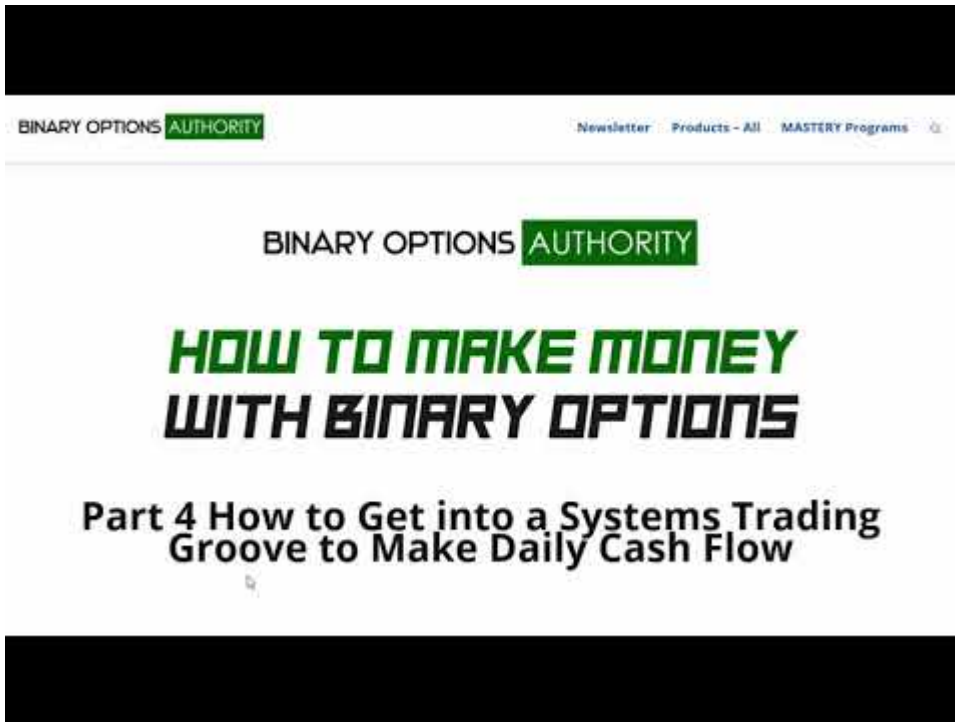 BINARY OPTIONS AUTHORITY
Newsletter Products - All MASTERY Programs
BINARY OPTIONS AUTHORITY
HOW TO MAKE MONEY
WITH BINARY OPTIONS
Part 4 How to Get into a Systems Trading
Groove to Make Daily Cash Flow